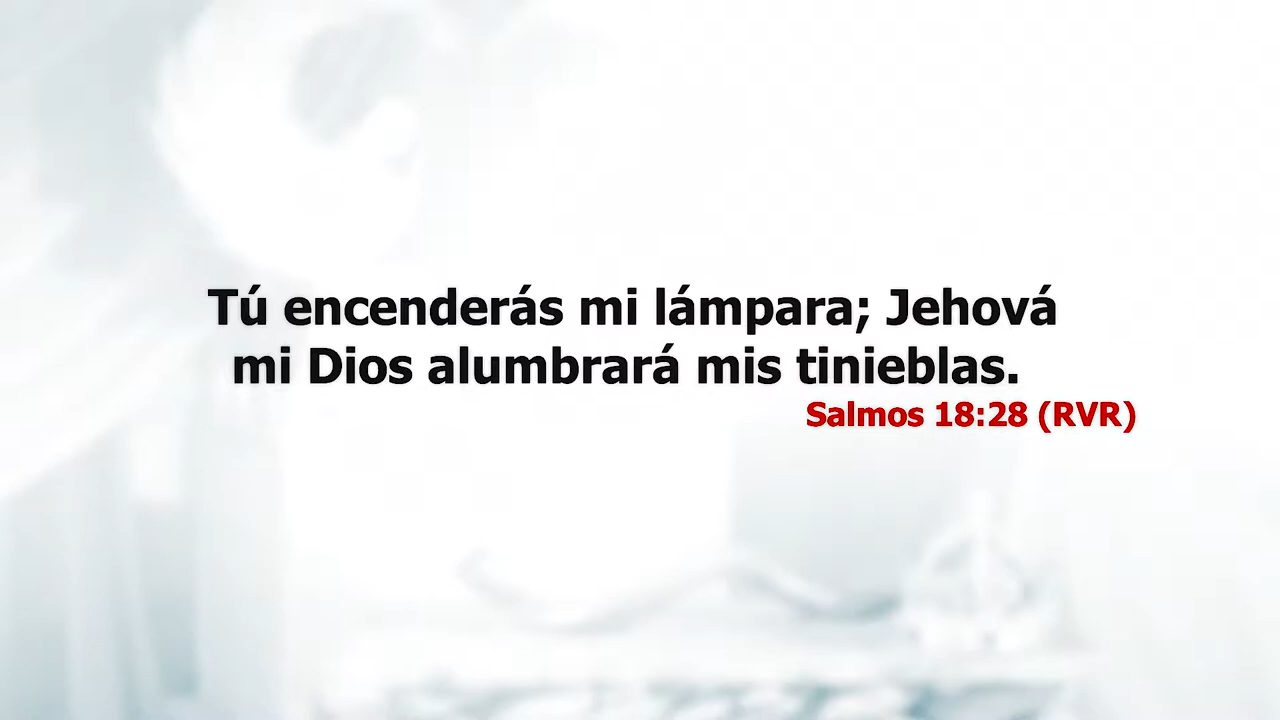 Tú encenderás mi lámpara; Jehová
mi Dios alumbrará mis tinieblas.
Salmos 18:28 (RVR)